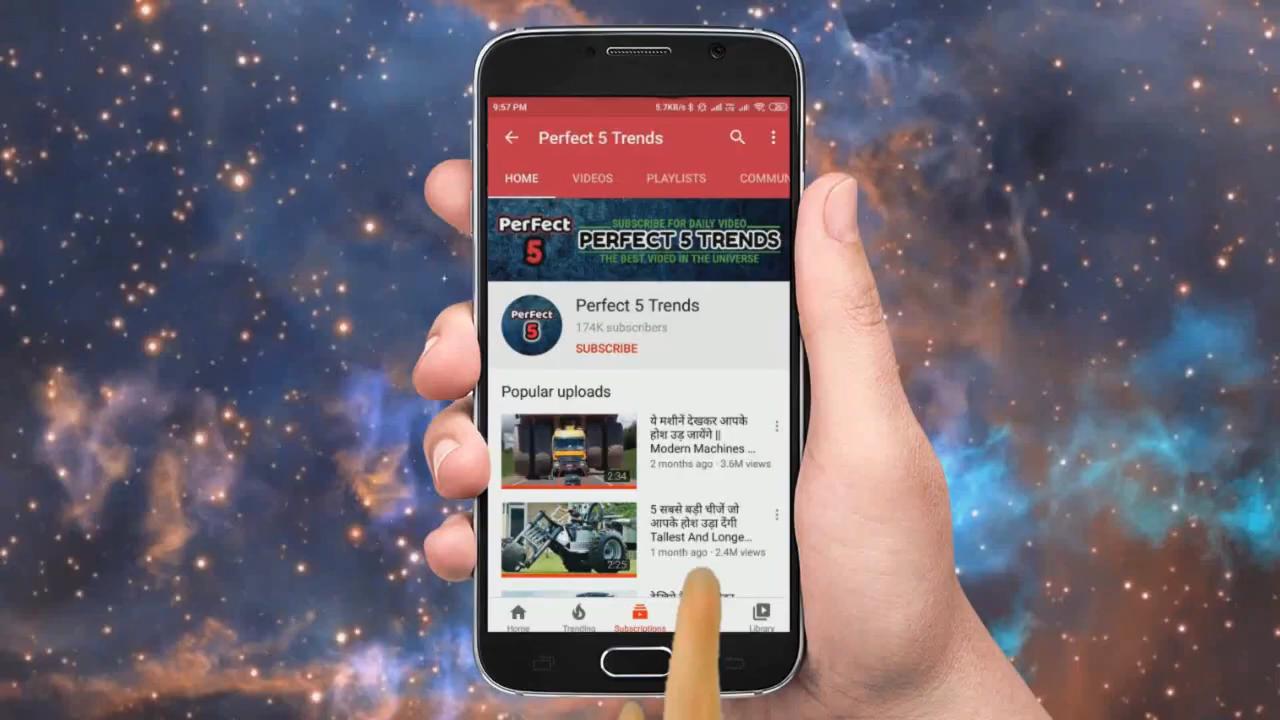 9:57 PM 5.7KB/s
Perfect 5 Trends
HOME VIDEOS PLAYLISTS COMMUN
PerFect
5
SUBSCRIBE FOR DAILY VIDEO
PERFECT 5 TRENDS
THE BEST VIDEO IN THE UNIVERSE
PerFect
5
Perfect 5 Trends
174K subscribers
SUBSCRIBE
Popular uploads
2:34
ये मशीनें देखकर आपके
होश उड़ जायेंगे ||
Modern Machines ...
2 months ago · 3.6M views
2:25
5 सबसे बड़ी चीजें जो
आपके होश उड़ा देंगी
Tallest And Longe...
1 month ago · 2.4M views
Home Trending Subscriptions Library